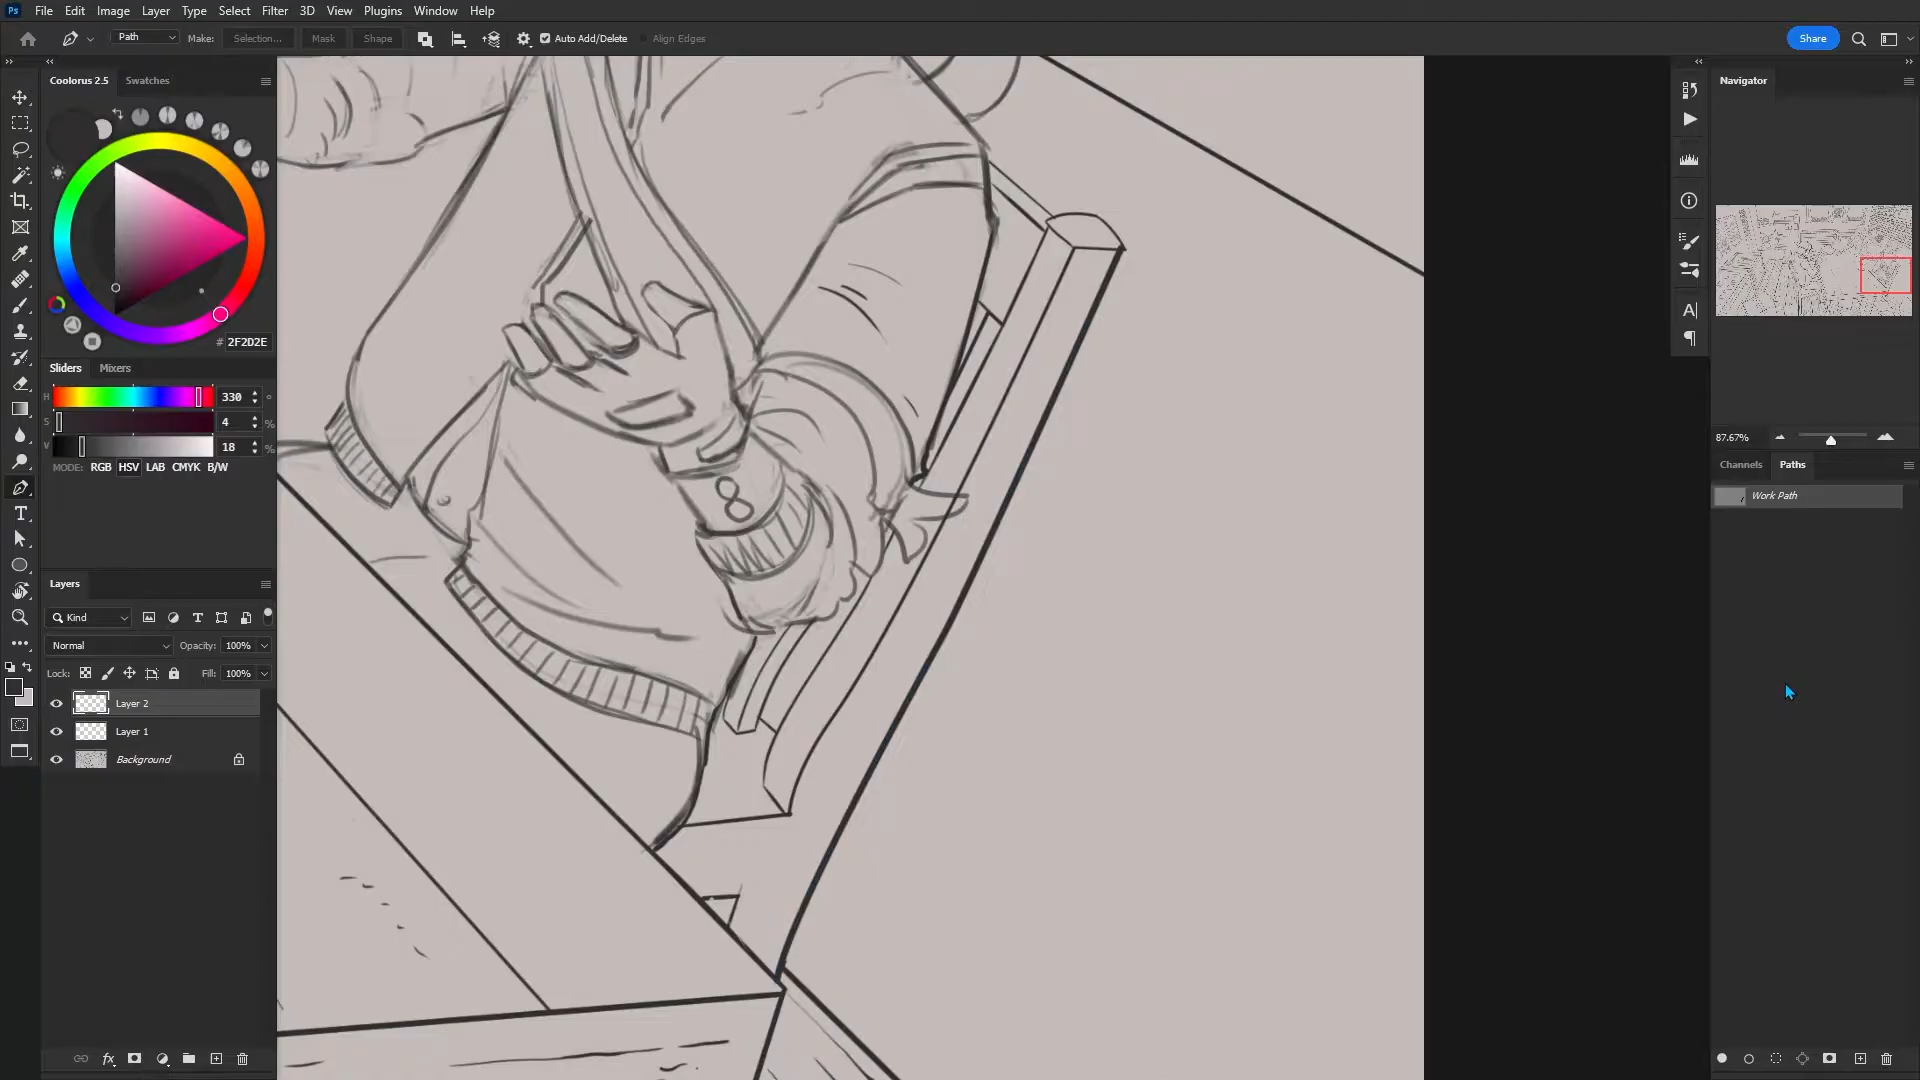 Ps File Edit Image Layer Type Select Filter 3D View Plugins Window Help
Path Make: Selection... Mask Shape Auto Add/Delete Align Edges Share
Coolorus 2.5 Swatches
# 2F2D2E
Sliders Mixers
H 330 °
S 4 %
V 18 %
MODE: RGB HSV LAB CMYK B/W
Layers
Kind
Normal Opacity: 100%
Lock: Fill: 100%
Layer 2
Layer 1
Background
fx
8
Navigator
87.67%
Channels Paths
Work Path